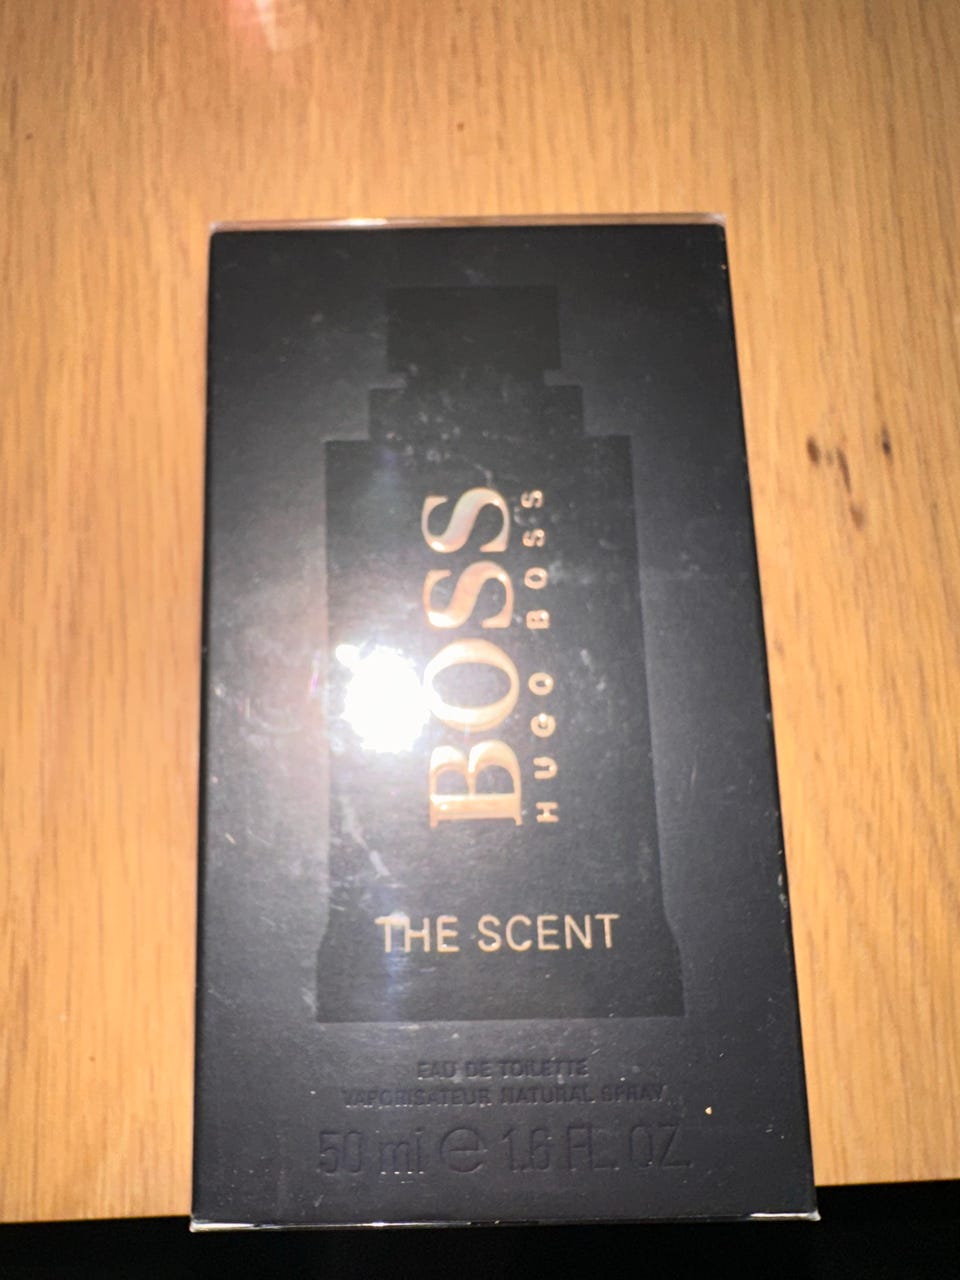 BOSS
HUGO BOSS
THE SCENT
EAU DE TOILETTE
VAPORISATEUR NATURAL SPRAY
50 ml e 1.6 FL. OZ